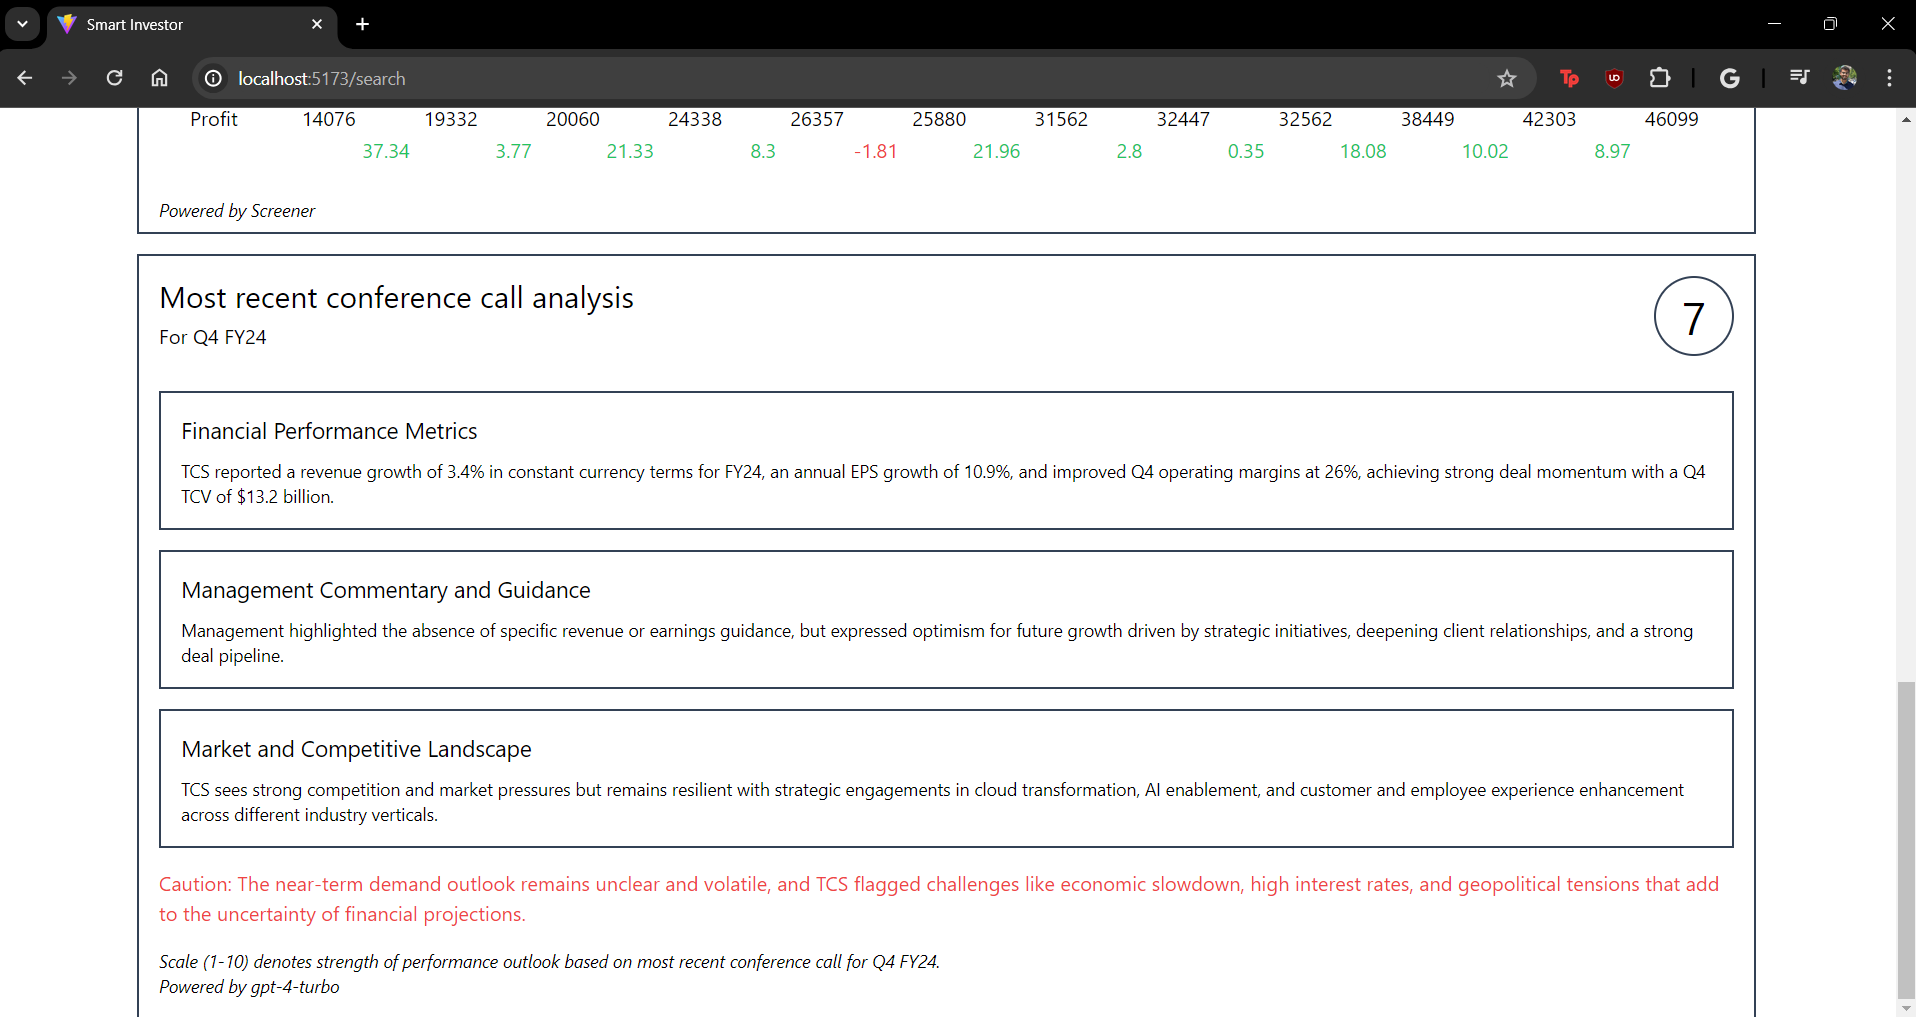 Smart Investor
localhost:5173/search
Profit 14076 19332 20060 24338 26357 25880 31562 32447 32562 38449 42303 46099
37.34 3.77 21.33 8.3 -1.81 21.96 2.8 0.35 18.08 10.02 8.97
Powered by Screener
Most recent conference call analysis
7
For Q4 FY24
Financial Performance Metrics
TCS reported a revenue growth of 3.4% in constant currency terms for FY24, an annual EPS growth of 10.9%, and improved Q4 operating margins at 26%, achieving strong deal momentum with a Q4
TCV of $13.2 billion.
Management Commentary and Guidance
Management highlighted the absence of specific revenue or earnings guidance, but expressed optimism for future growth driven by strategic initiatives, deepening client relationships, and a strong
deal pipeline.
Market and Competitive Landscape
TCS sees strong competition and market pressures but remains resilient with strategic engagements in cloud transformation, AI enablement, and customer and employee experience enhancement
across different industry verticals.
Caution: The near-term demand outlook remains unclear and volatile, and TCS flagged challenges like economic slowdown, high interest rates, and geopolitical tensions that add
to the uncertainty of financial projections.
Scale (1-10) denotes strength of performance outlook based on most recent conference call for Q4 FY24.
Powered by gpt-4-turbo